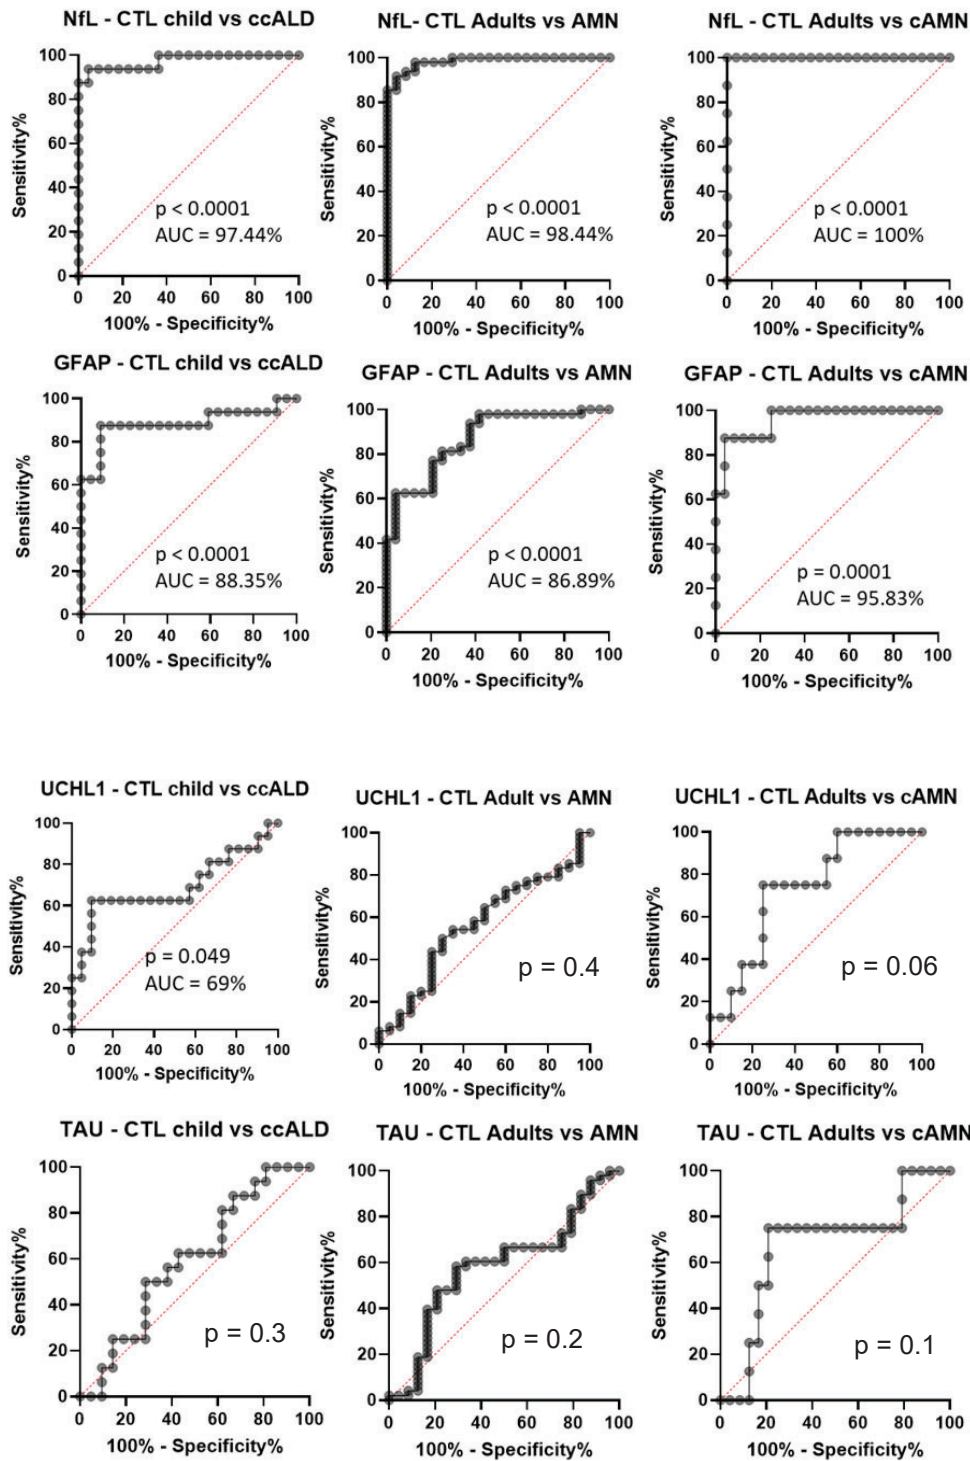 NfL - CTL child vs ccALD
100
80
60
40
20
0
Sensitivity%
p < 0.0001
AUC = 97.44%
0 20 40 60 80 100
100% - Specificity%
NfL- CTL Adults vs AMN
100
80
60
40
20
0
Sensitivity%
p < 0.0001
AUC = 98.44%
0 20 40 60 80 100
100% - Specificity%
NfL - CTL Adults vs cAMN
100
80
60
40
20
0
Sensitivity%
p < 0.0001
AUC = 100%
0 20 40 60 80 100
100% - Specificity%
GFAP - CTL child vs ccALD
100
80
60
40
20
0
Sensitivity%
p < 0.0001
AUC = 88.35%
0 20 40 60 80 100
100% - Specificity%
GFAP - CTL Adults vs AMN
100
80
60
40
20
0
Sensitivity%
p < 0.0001
AUC = 86.89%
0 20 40 60 80 100
100% - Specificity%
GFAP - CTL Adults vs cAMN
100
80
60
40
20
0
Sensitivity%
p = 0.0001
AUC = 95.83%
0 20 40 60 80 100
100% - Specificity%
UCHL1 - CTL child vs ccALD
100
80
60
40
20
0
Sensitivity%
p = 0.049
AUC = 69%
0 20 40 60 80 100
100% - Specificity%
UCHL1 - CTL Adult vs AMN
100
80
60
40
20
0
Sensitivity%
p = 0.4
0 20 40 60 80 100
100% - Specificity%
UCHL1 - CTL Adults vs cAMN
100
80
60
40
20
0
Sensitivity%
p = 0.06
0 20 40 60 80 100
100% - Specificity%
TAU - CTL child vs ccALD
100
80
60
40
20
0
Sensitivity%
p = 0.3
0 20 40 60 80 100
100% - Specificity%
TAU - CTL Adults vs AMN
100
80
60
40
20
0
Sensitivity%
p = 0.2
0 20 40 60 80 100
100% - Specificity%
TAU - CTL Adults vs cAMN
100
80
60
40
20
0
Sensitivity%
p = 0.1
0 20 40 60 80 100
100% - Specificity%